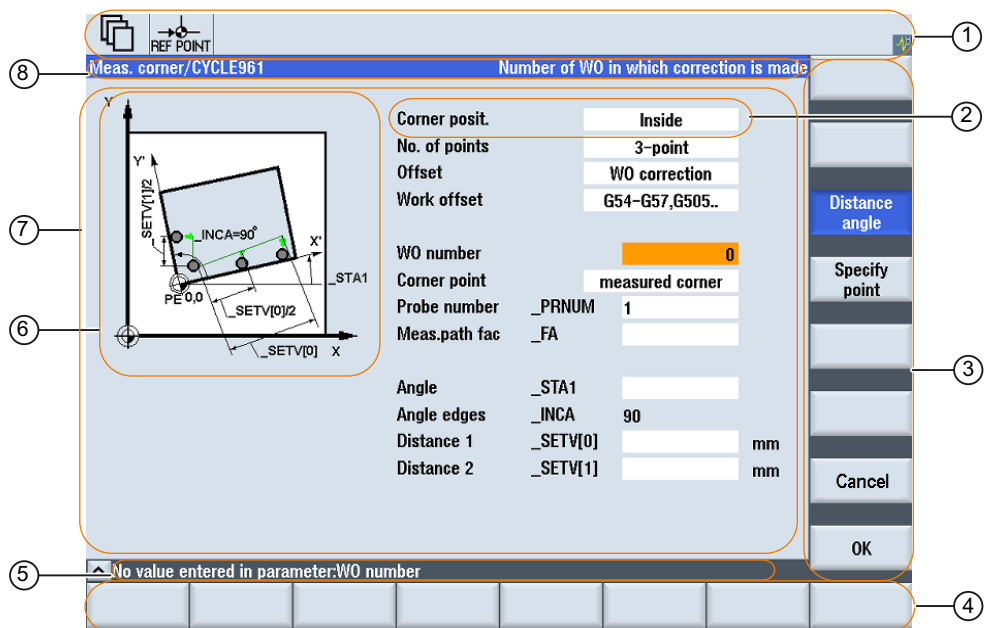 REF POINT
1
8
Meas. corner/CYCLE961 Number of WO in which correction is made
Corner posit. Inside
2
No. of points 3-point
Offset WO correction
Work offset G54-G57,G505..
WO number 0
Corner point measured corner
Probe number _PRNUM 1
Meas.path fac _FA
Angle _STA1
Angle edges _INCA 90
Distance 1 _SETV[0] mm
Distance 2 _SETV[1] mm
Y
Y'
_SETV[1]/2
_INCA=90°
X'
_STA1
PE 0,0
_SETV[0]/2
_SETV[0]
X
7
6
Distance
angle
Specify
point
3
Cancel
OK
5
No value entered in parameter:WO number
4